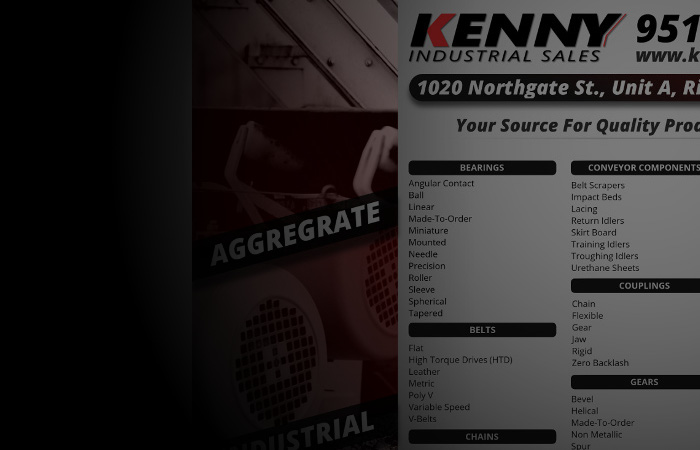 AGGREGRATE
INDUSTRIAL
KENNY 951
INDUSTRIAL SALES
www.k
1020 Northgate St., Unit A, Ri
Your Source For Quality Prod
BEARINGS
Angular Contact
Ball
Linear
Made-To-Order
Miniature
Mounted
Needle
Precision
Roller
Sleeve
Spherical
Tapered
BELTS
Flat
High Torque Drives (HTD)
Leather
Metric
Poly V
Variable Speed
V-Belts
CHAINS
CONVEYOR COMPONENTS
Belt Scrapers
Impact Beds
Lacing
Return Idlers
Skirt Board
Training Idlers
Troughing Idlers
Urethane Sheets
COUPLINGS
Chain
Flexible
Gear
Jaw
Rigid
Zero Backlash
GEARS
Bevel
Helical
Made-To-Order
Non Metallic
Spur